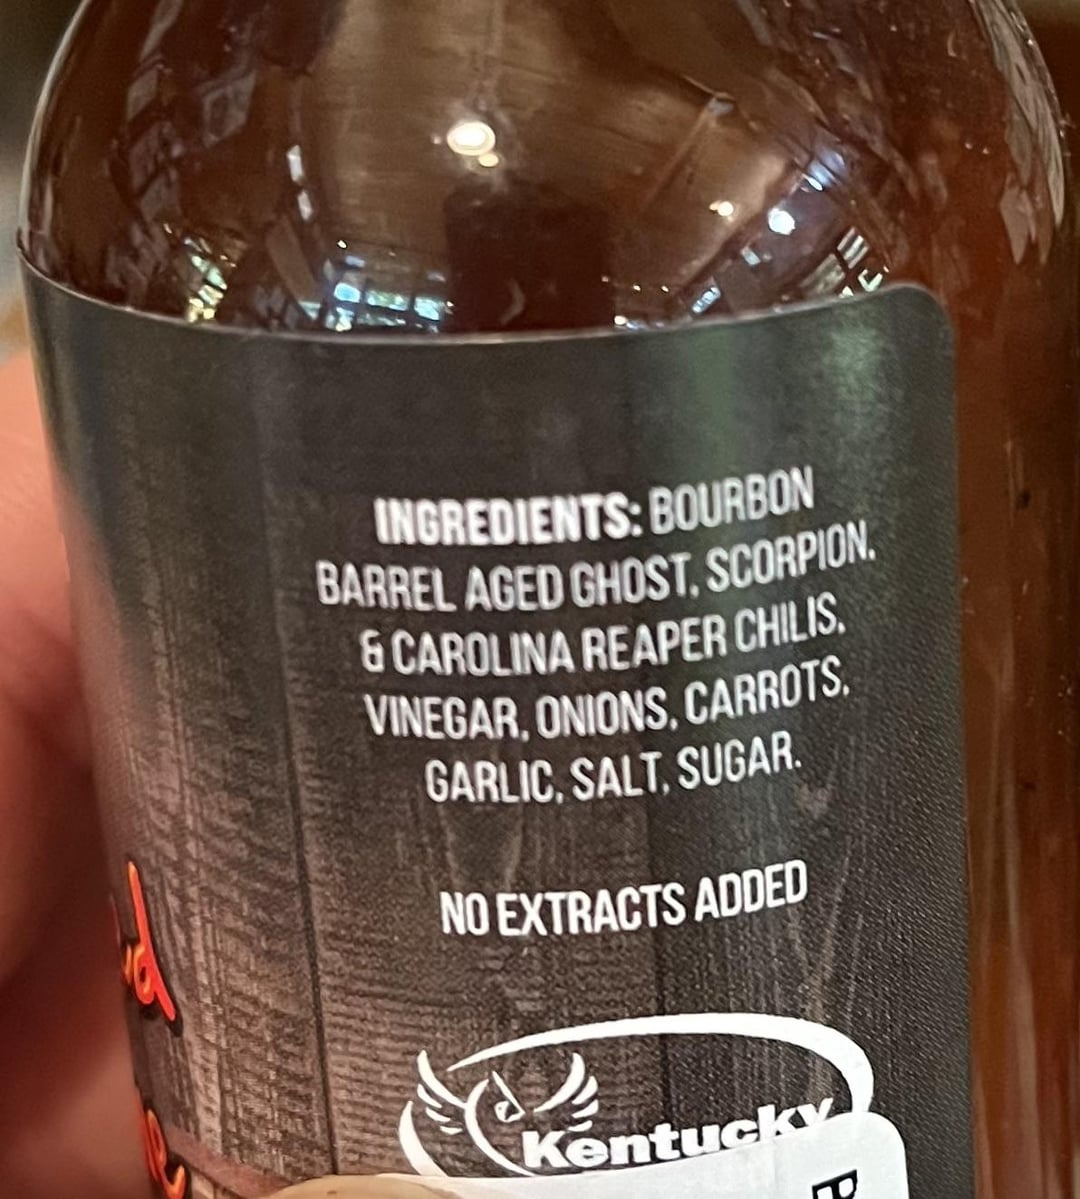 INGREDIENTS: BOURBON
BARREL AGED GHOST, SCORPION,
& CAROLINA REAPER CHILIS,
VINEGAR, ONIONS, CARROTS,
GARLIC, SALT, SUGAR.
NO EXTRACTS ADDED
Kentucky